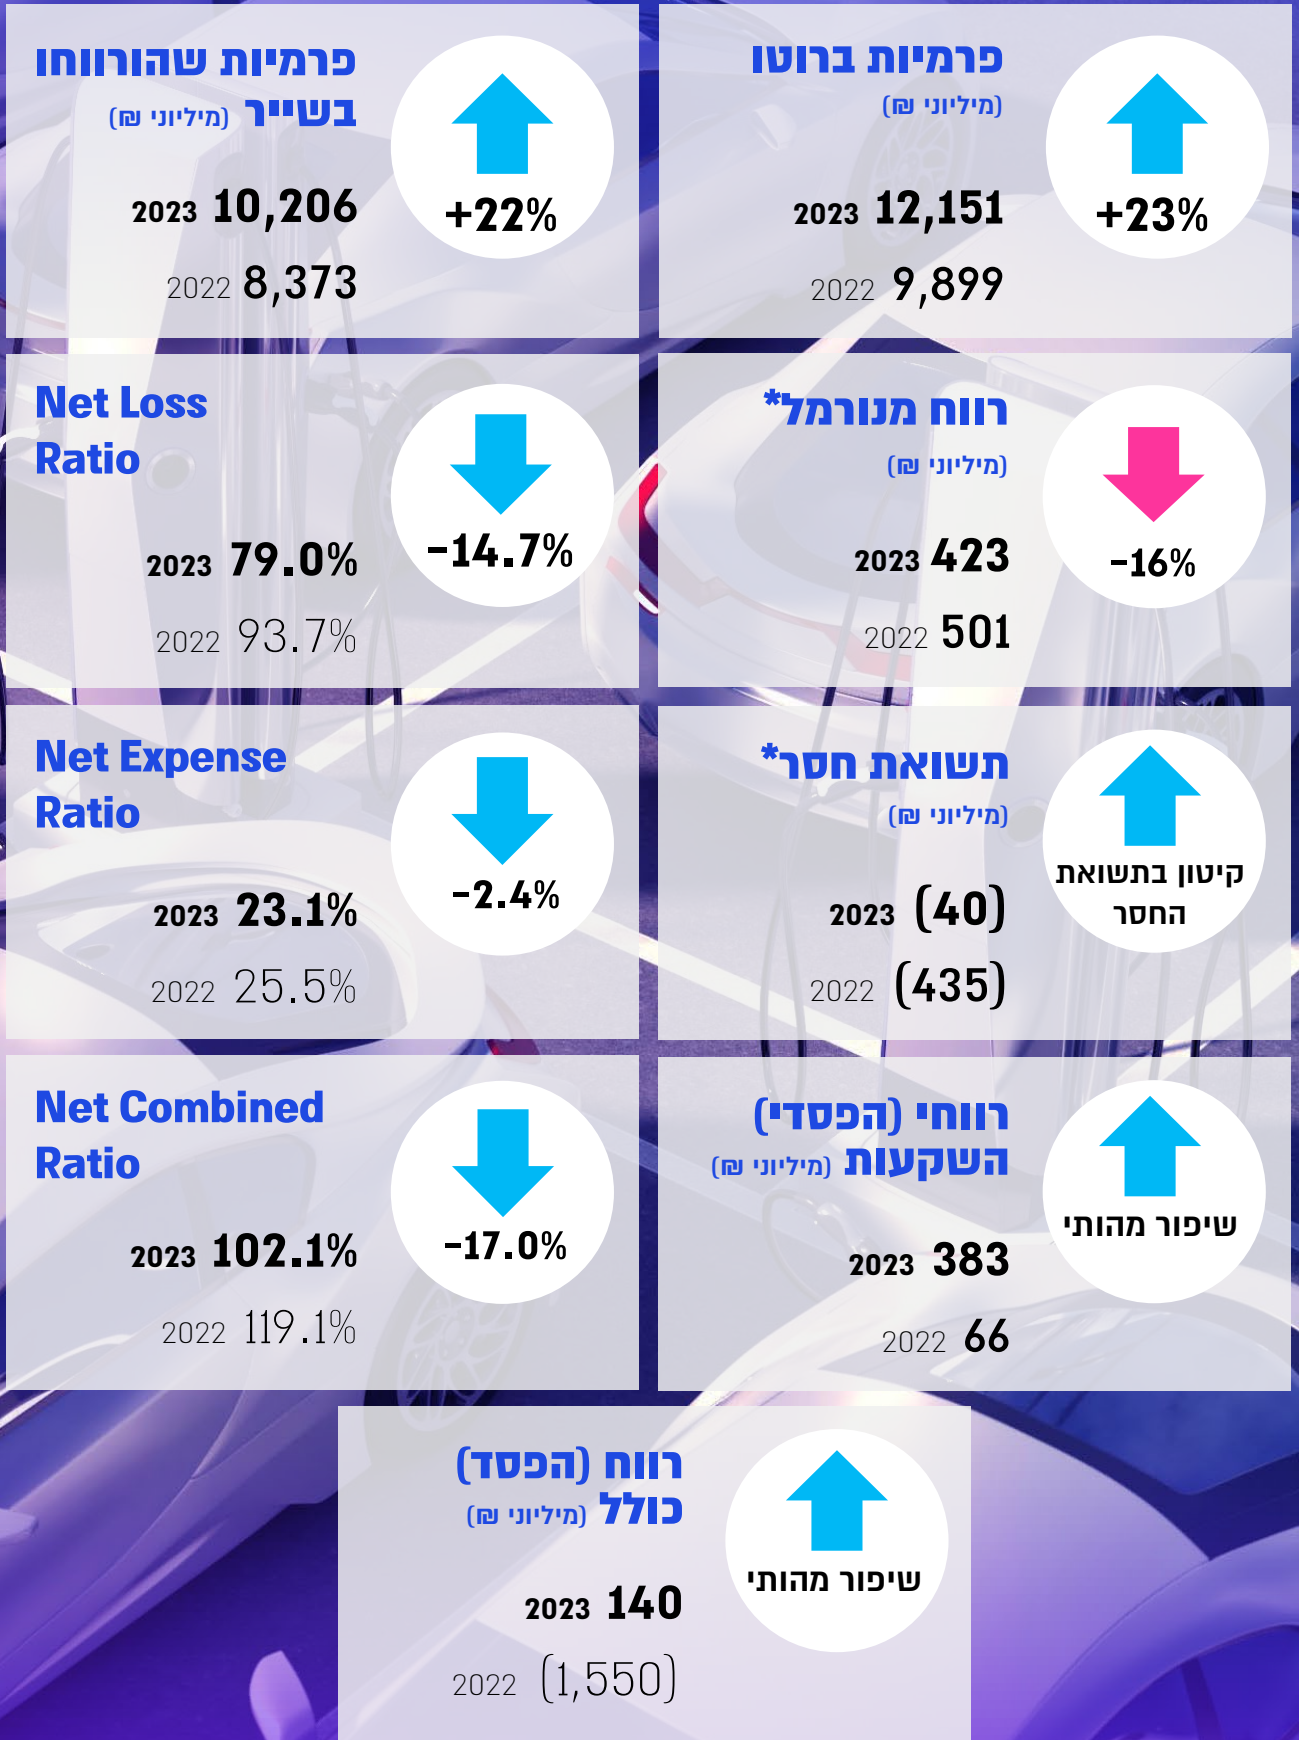 פרמיות ברוטו
(מיליוני ₪)
2023 12,151
2022 9,899
+23%
פרמיות שהורווחו
בשייר (מיליוני ₪)
2023 10,206
2022 8,373
+22%
רווח מנורמל*
(מיליוני ₪)
2023 423
2022 501
-16%
Net Loss
Ratio
2023 79.0%
2022 93.7%
-14.7%
תשואת חסר*
(מיליוני ₪)
2023 (40)
2022 (435)
קיטון בתשואת
החסר
Net Expense
Ratio
2023 23.1%
2022 25.5%
-2.4%
רווחי (הפסדי)
השקעות (מיליוני ₪)
2023 383
2022 66
שיפור מהותי
Net Combined
Ratio
2023 102.1%
2022 119.1%
-17.0%
רווח (הפסד)
כולל (מיליוני ₪)
2023 140
2022 (1,550)
שיפור מהותי